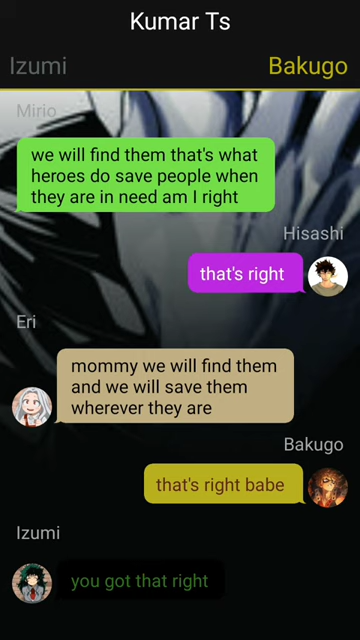 Kumar Ts
Izumi
Bakugo
Mirio
we will find them that's what
heroes do save people when
they are in need am I right
Hisashi
that's right
Eri
mommy we will find them
and we will save them
wherever they are
Bakugo
that's right babe
Izumi
you got that right